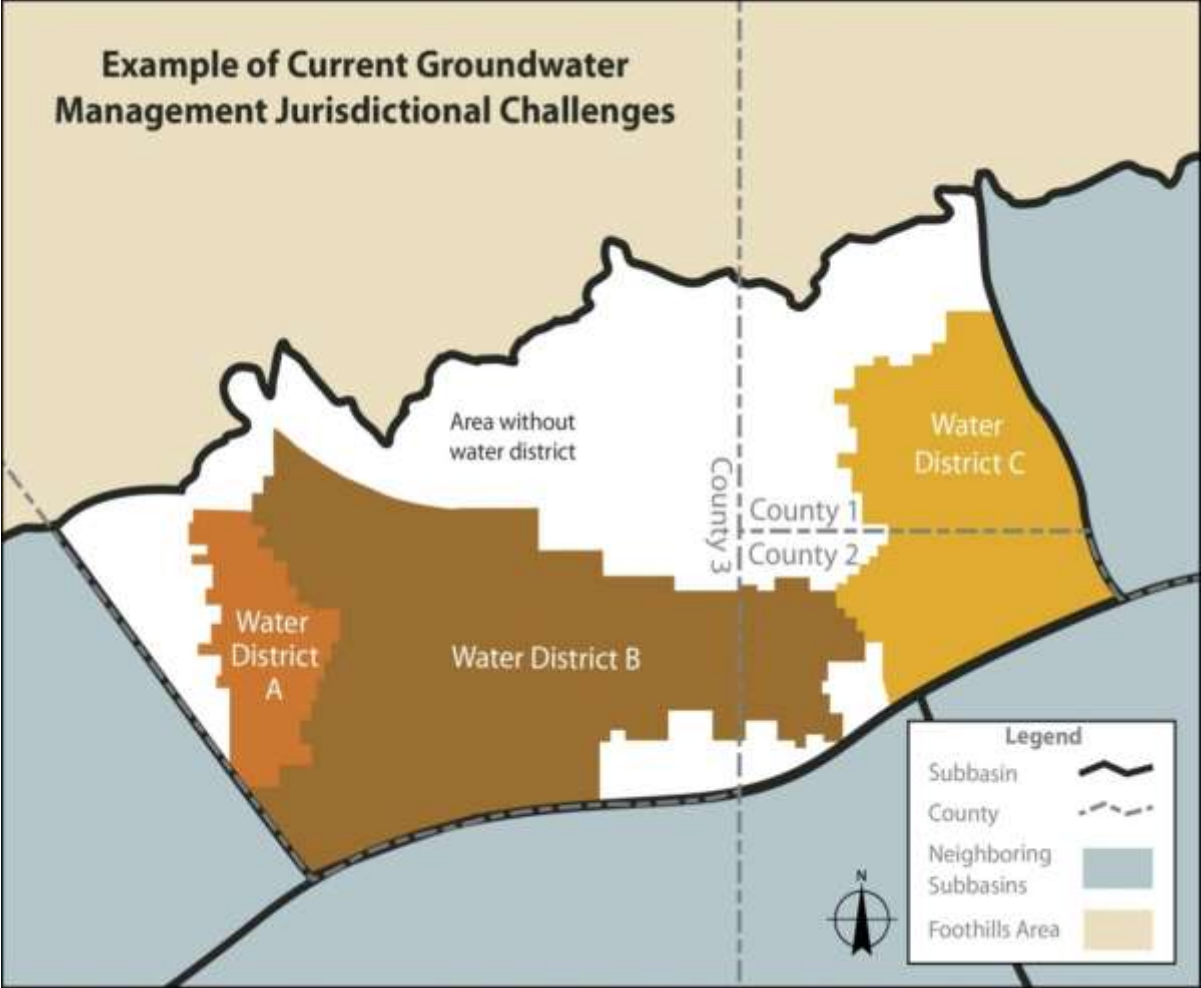 Example of Current Groundwater
Management Jurisdictional Challenges
Area without
water district
Water
District C
County 3
County 1
County 2
Water
District
A
Water District B
Legend
Subbasin
County
Neighboring
Subbasins
Foothills Area
N